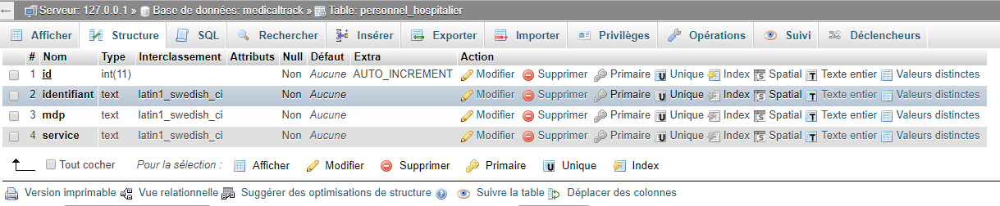 Serveur: 127.0.0.1 » Base de données: medicaltrack » Table: personnel_hospitalier
Afficher Structure SQL Rechercher Insérer Exporter Importer Privilèges Opérations Suivi Déclencheurs
# Nom Type Interclassement Attributs Null Défaut Extra Action
1 id int(11) Non Aucune AUTO_INCREMENT Modifier Supprimer Primaire Unique Index Spatial Texte entier Valeurs distinctes
2 identifiant text latin1_swedish_ci Non Aucune Modifier Supprimer Primaire Unique Index Spatial Texte entier Valeurs distinctes
3 mdp text latin1_swedish_ci Non Aucune Modifier Supprimer Primaire Unique Index Spatial Texte entier Valeurs distinctes
4 service text latin1_swedish_ci Non Aucune Modifier Supprimer Primaire Unique Index Spatial Texte entier Valeurs distinctes
Tout cocher Pour la sélection : Afficher Modifier Supprimer Primaire Unique Index
Version imprimable Vue relationnelle Suggérer des optimisations de structure Suivre la table Déplacer des colonnes